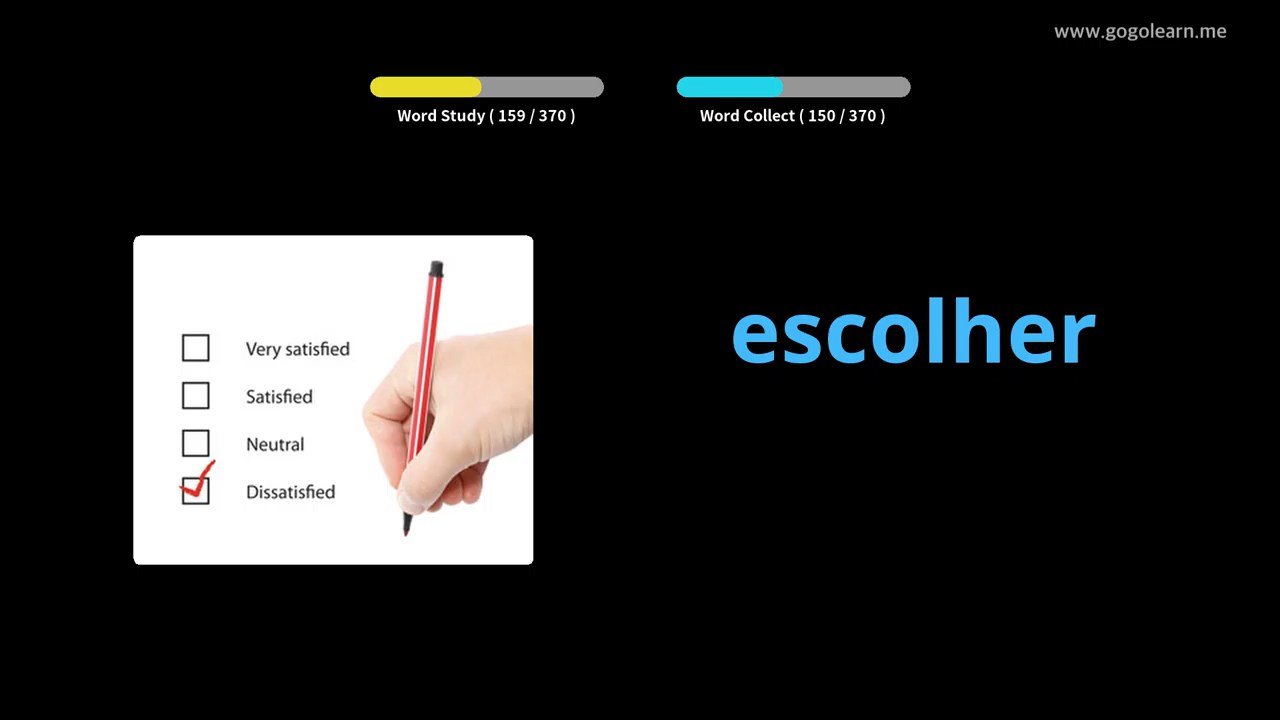 www.gogolearn.me
Word Study ( 159 / 370 )
Word Collect ( 150 / 370 )
Very satisfied
Satisfied
Neutral
Dissatisfied
escolher